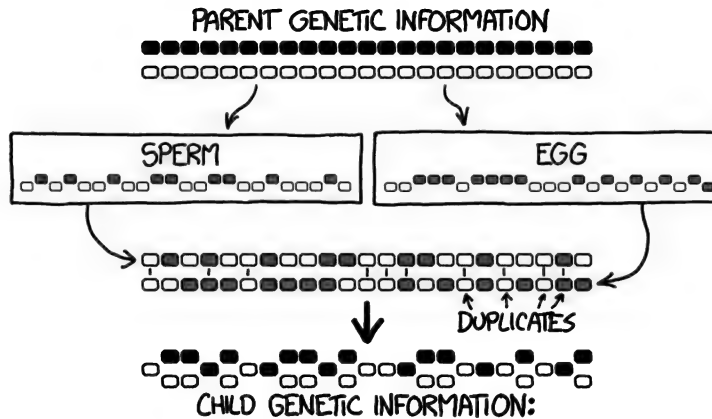 PARENT GENETIC INFORMATION
SPERM
EGG
DUPLICATES
CHILD GENETIC INFORMATION: